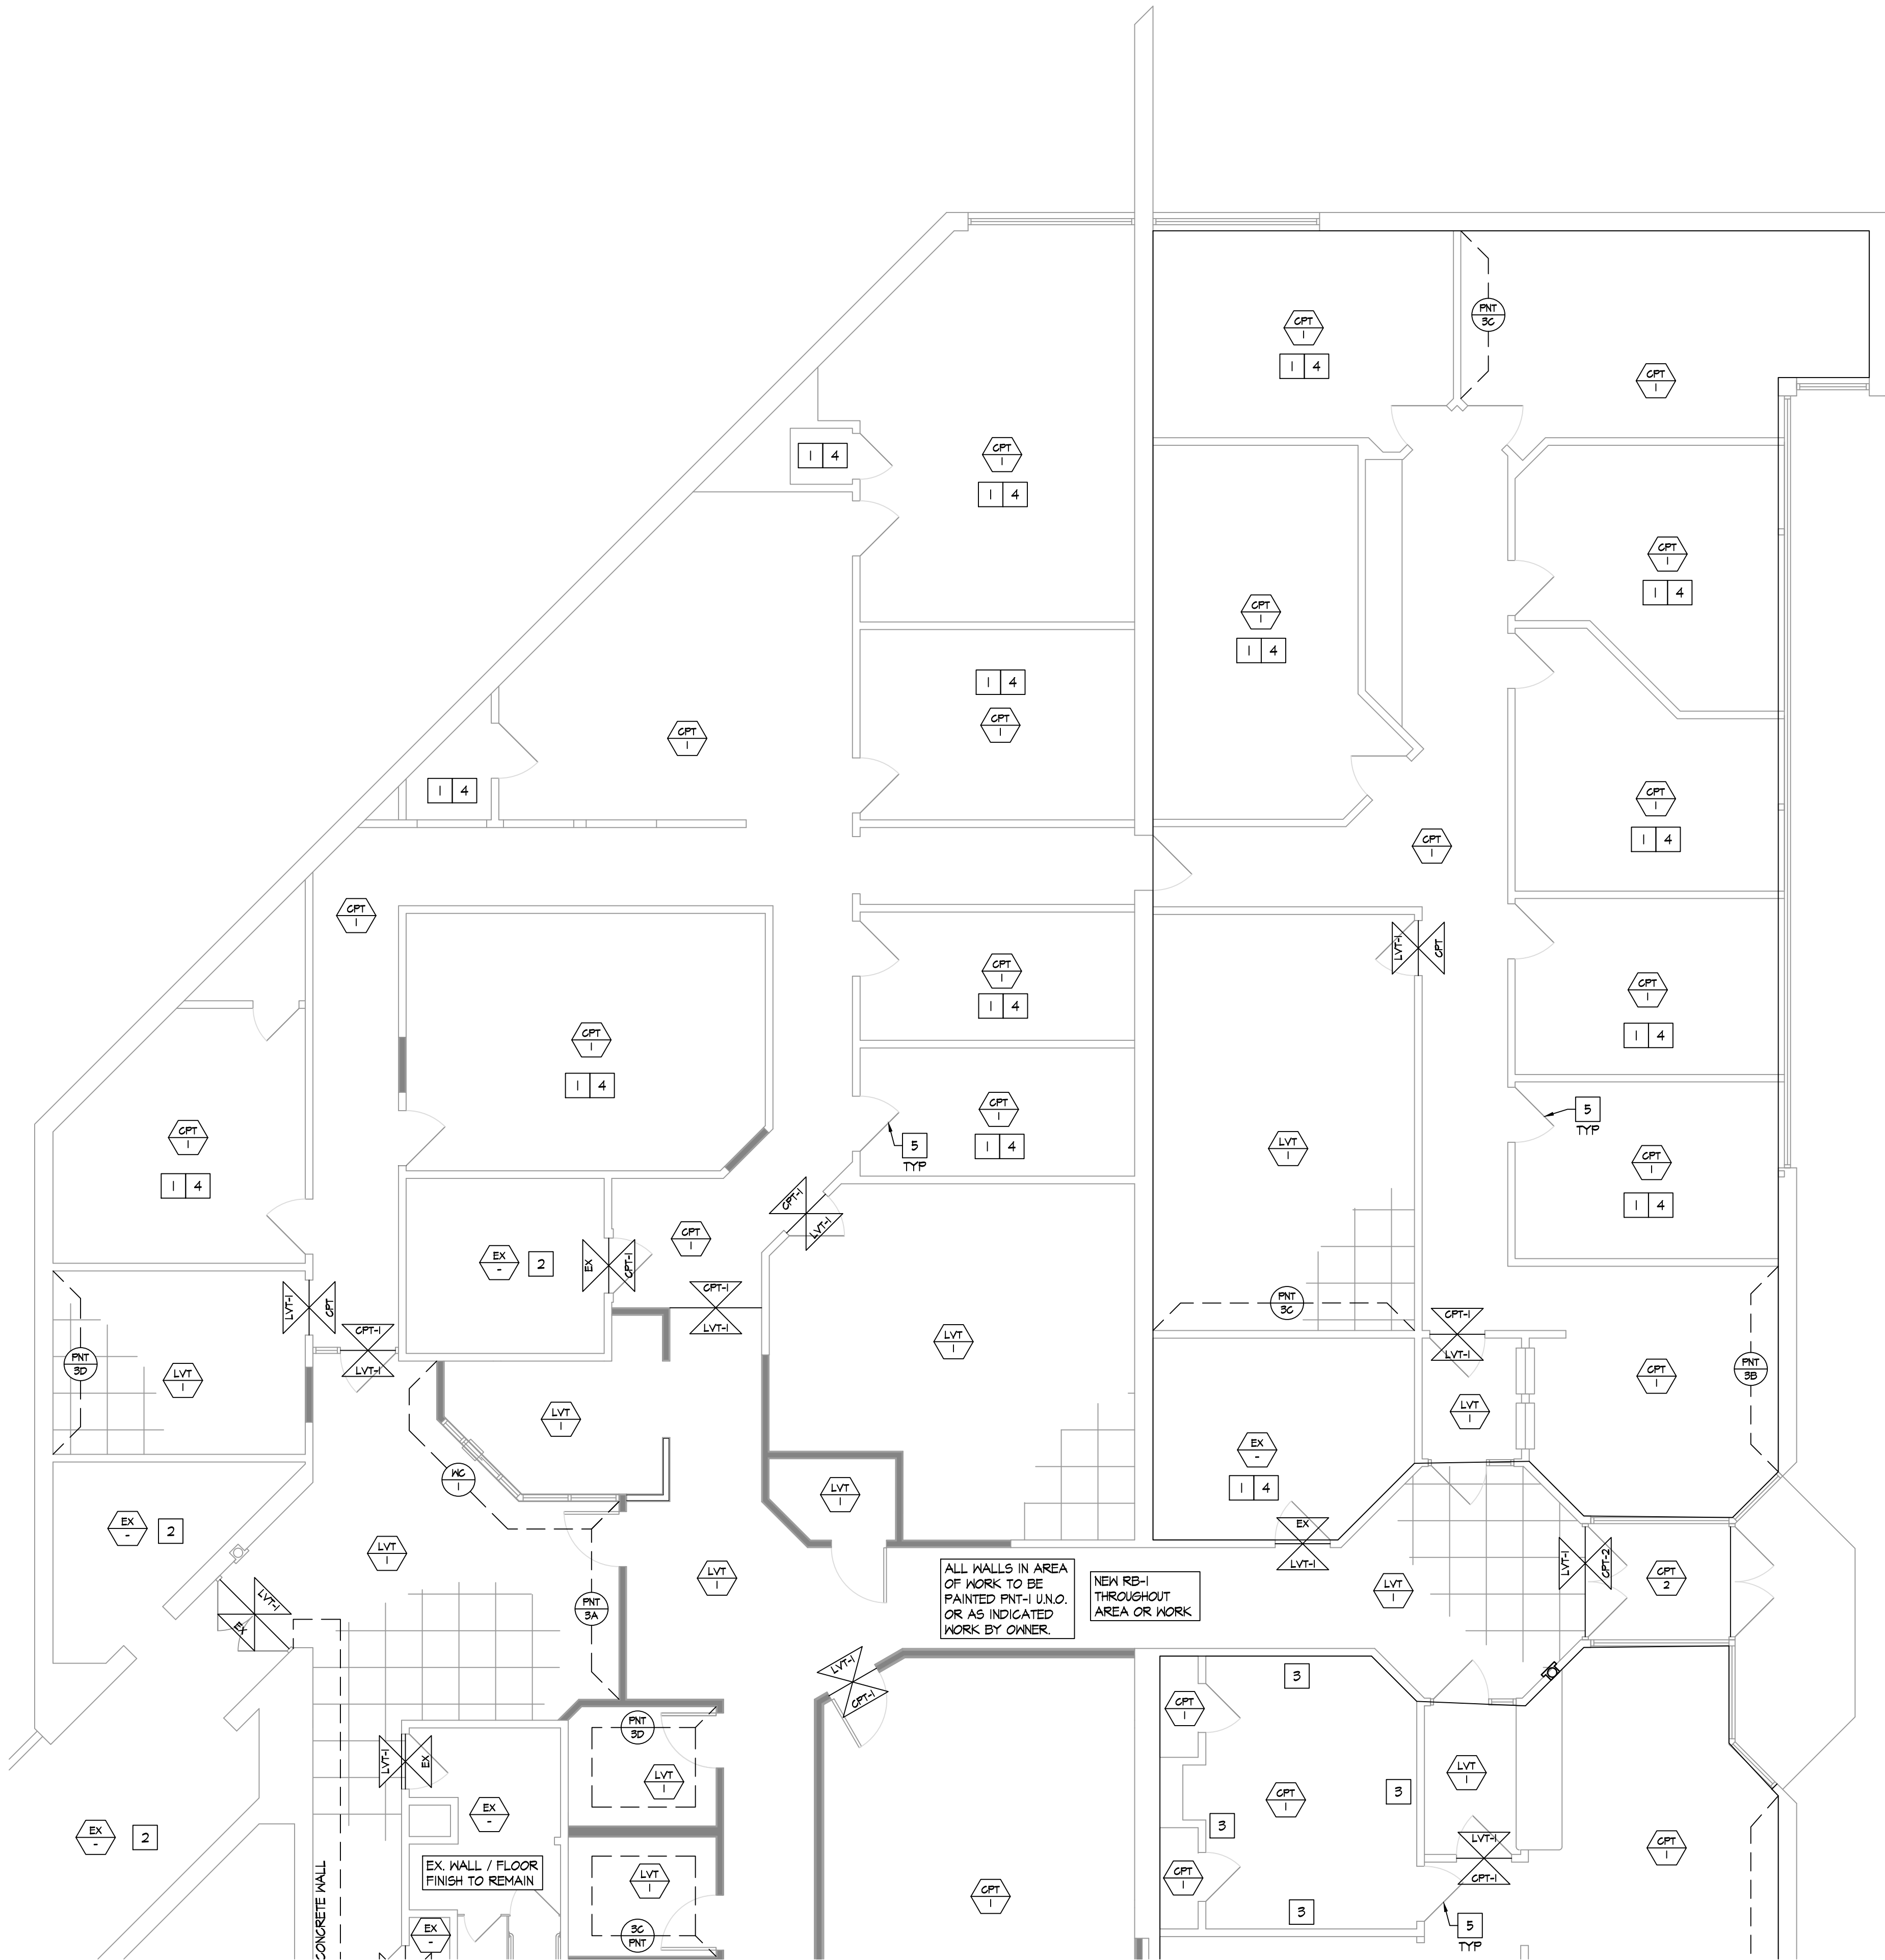 CPT
1
1 4
PNT
3C
CPT
1
1 4
CPT
1
1 4
CPT
1
1 4
CPT
1
1 4
1 4
CPT
1
CPT
1
1 4
CPT
1
1 4
CPT
1
CPT
1
LVT-1
CPT
CPT
1
1 4
CPT
1
1 4
CPT
1
1 4
CPT
1
1 4
5
TYP
5
TYP
CPT
1
1 4
LVT
1
CPT
1
1 4
CPT
1
1 4
CPT-1
LVT-1
CPT
1
EX
-
2
EX
CPT-1
LVT-1
CPT
CPT-1
LVT-1
CPT-1
LVT-1
PNT
3C
CPT-1
LVT-1
LVT
1
PNT
3D
LVT
1
CPT
1
PNT
3B
LVT
1
LVT
1
EX
-
1 4
WC
1
LVT
1
EX
-
2
LVT
1
EX
LVT-1
LVT
1
ALL WALLS IN AREA
OF WORK TO BE
PAINTED PNT-1 U.N.O.
OR AS INDICATED
WORK BY OWNER.
NEW RB-1
THROUGHOUT
AREA OR WORK
LVT
1
LVT-1
CPT-2
CPT
2
LVT-1
EX
PNT
3A
LVT-1
CPT-1
3
CPT
1
PNT
3D
LVT
1
LVT-1
EX
LVT
1
3
CPT
1
3
EX
-
EX
-
2
LVT-1
CPT-1
CPT
1
EX. WALL / FLOOR
FINISH TO REMAIN
LVT
1
CPT
1
CPT
1
3
5
TYP
3C
PNT
EX
-
CONCRETE WALL